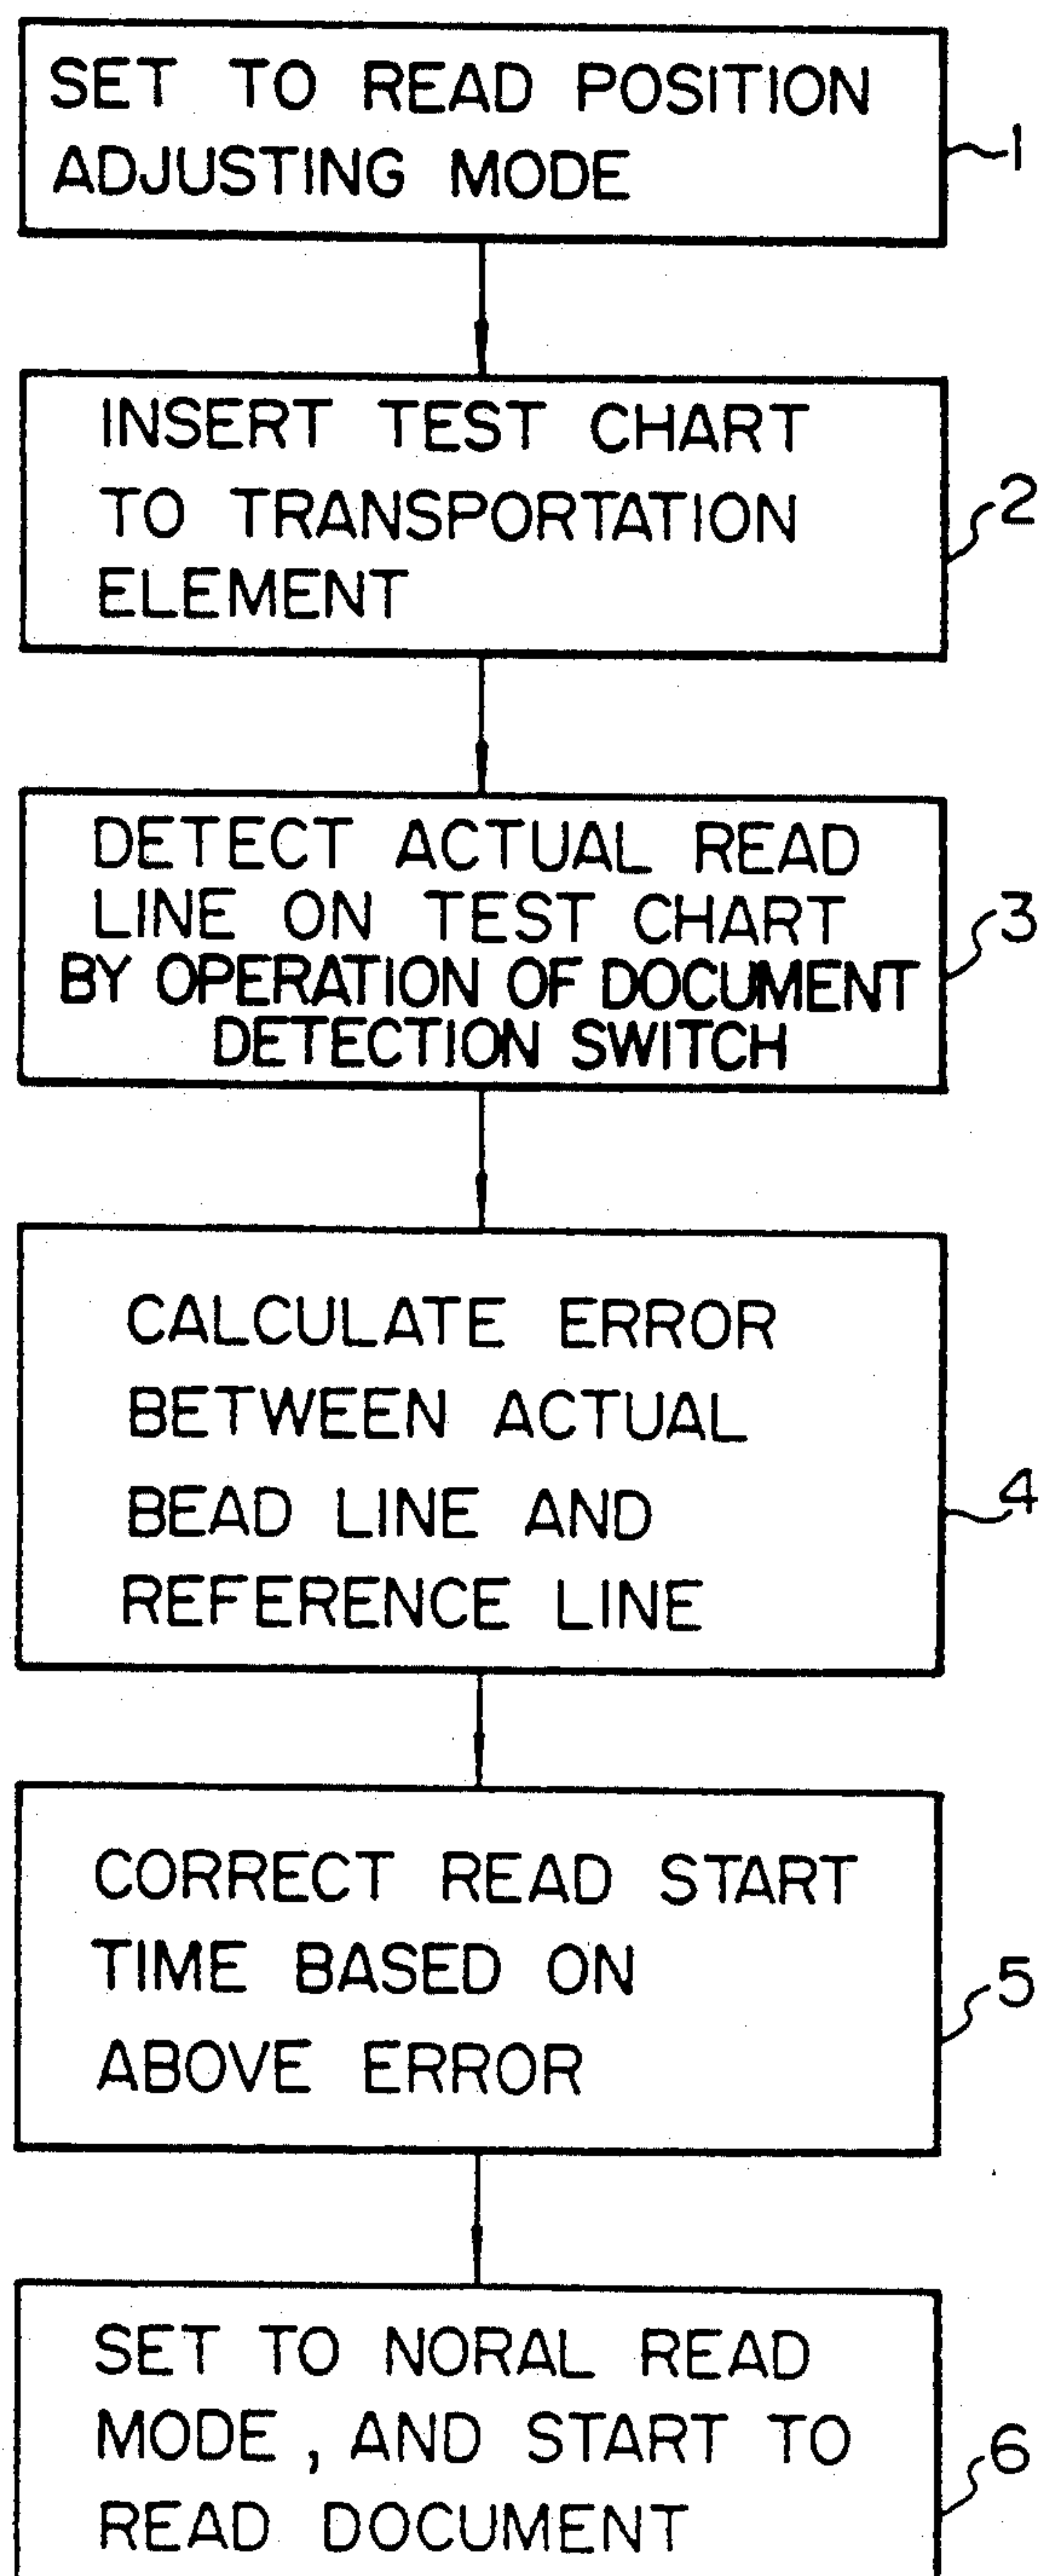 SET TO READ POSITION
ADJUSTING MODE
1
INSERT TEST CHART
TO TRANSPORTATION
ELEMENT
2
DETECT ACTUAL READ
LINE ON TEST CHART
BY OPERATION OF DOCUMENT
DETECTION SWITCH
3
CALCULATE ERROR
BETWEEN ACTUAL
BEAD LINE AND
REFERENCE LINE
4
CORRECT READ START
TIME BASED ON
ABOVE ERROR
5
SET TO NORAL READ
MODE, AND START TO
READ DOCUMENT
6